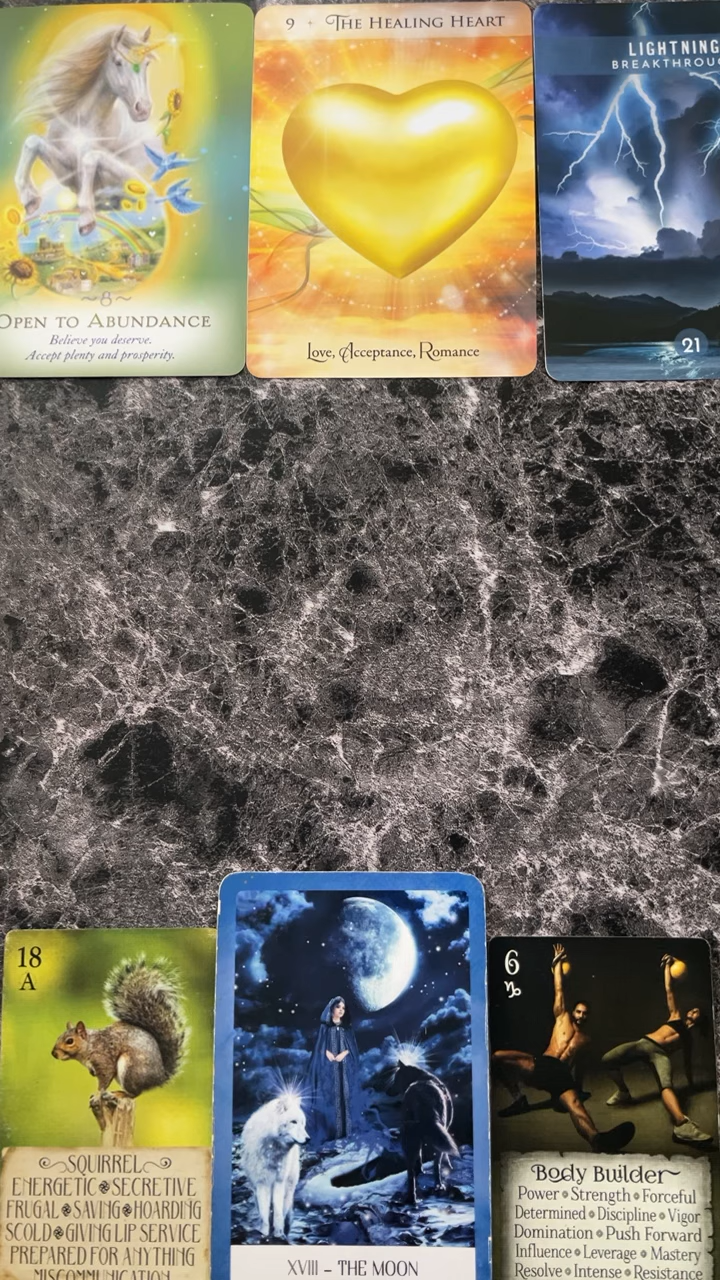 ~8~
OPEN TO ABUNDANCE
Believe you deserve.
Accept plenty and prosperity.
9 ✦ THE HEALING HEART
Love, Acceptance, Romance
LIGHTNING
21
18
A
SQUIRREL
ENERGETIC SECRETIVE
FRUGAL SAVING HOARDING
SCOLD GIVING LIP SERVICE
PREPARED FOR ANYTHING
MISCOMMUNICATION
XVIII – THE MOON
6
♑
Body Builder
Power • Strength • Forceful
Determined • Discipline • Vigor
Domination • Push Forward
Influence • Leverage • Mastery
Resolve • Intense • Resistance